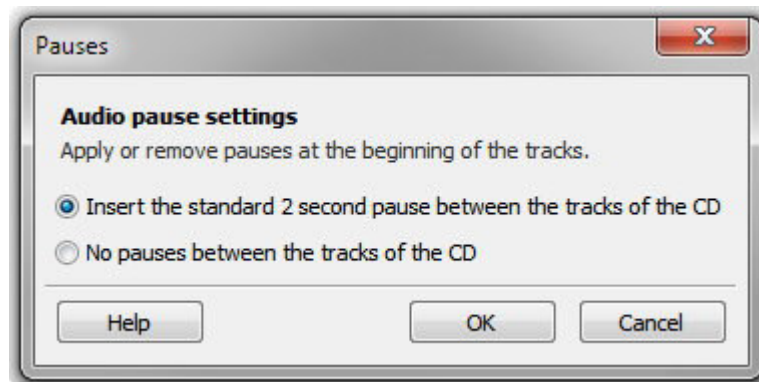 Pauses
Audio pause settings
Apply or remove pauses at the beginning of the tracks.
Insert the standard 2 second pause between the tracks of the CD
No pauses between the tracks of the CD
Help OK Cancel